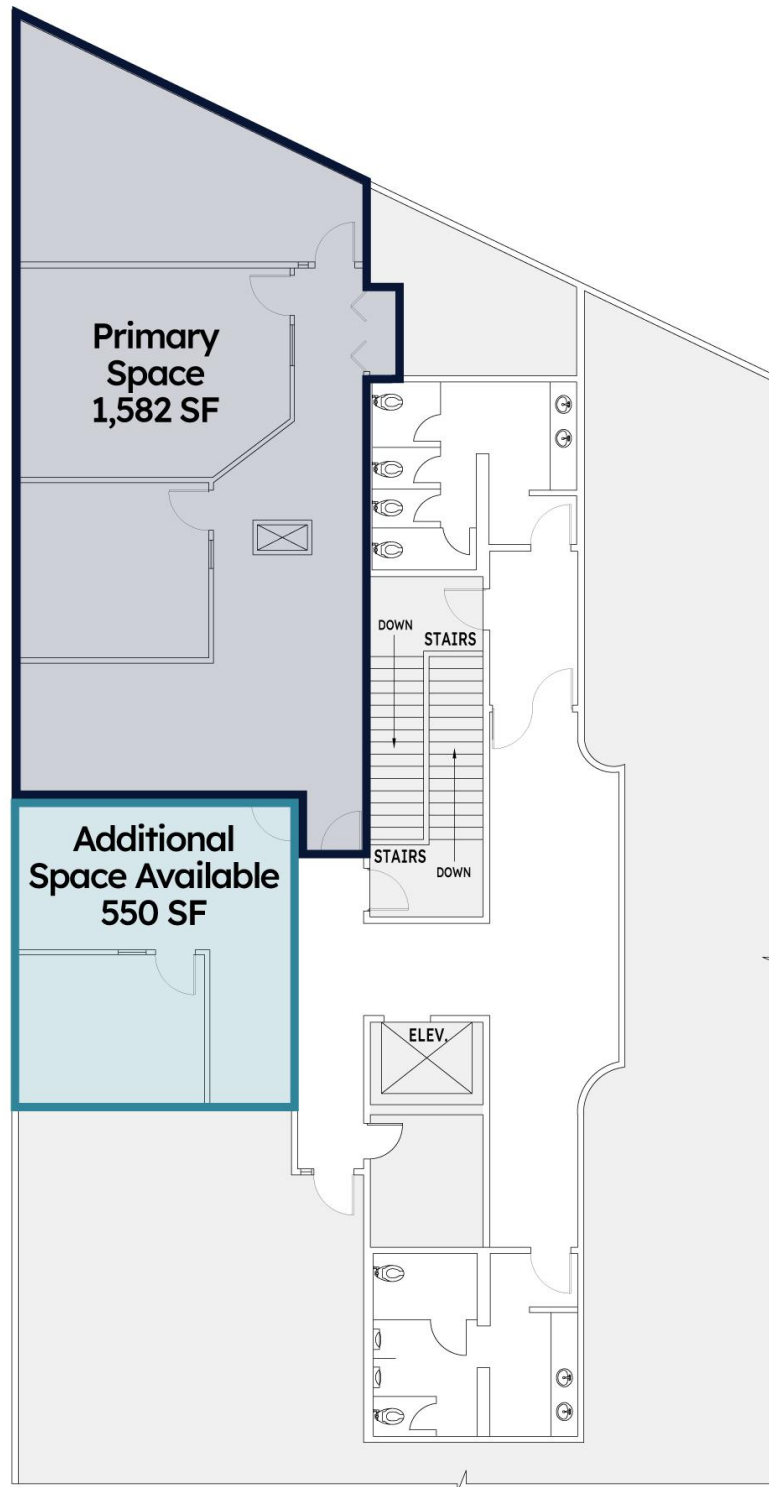 Primary
Space
1,582 SF
DOWN
STAIRS
STAIRS
DOWN
Additional
Space Available
550 SF
ELEV.